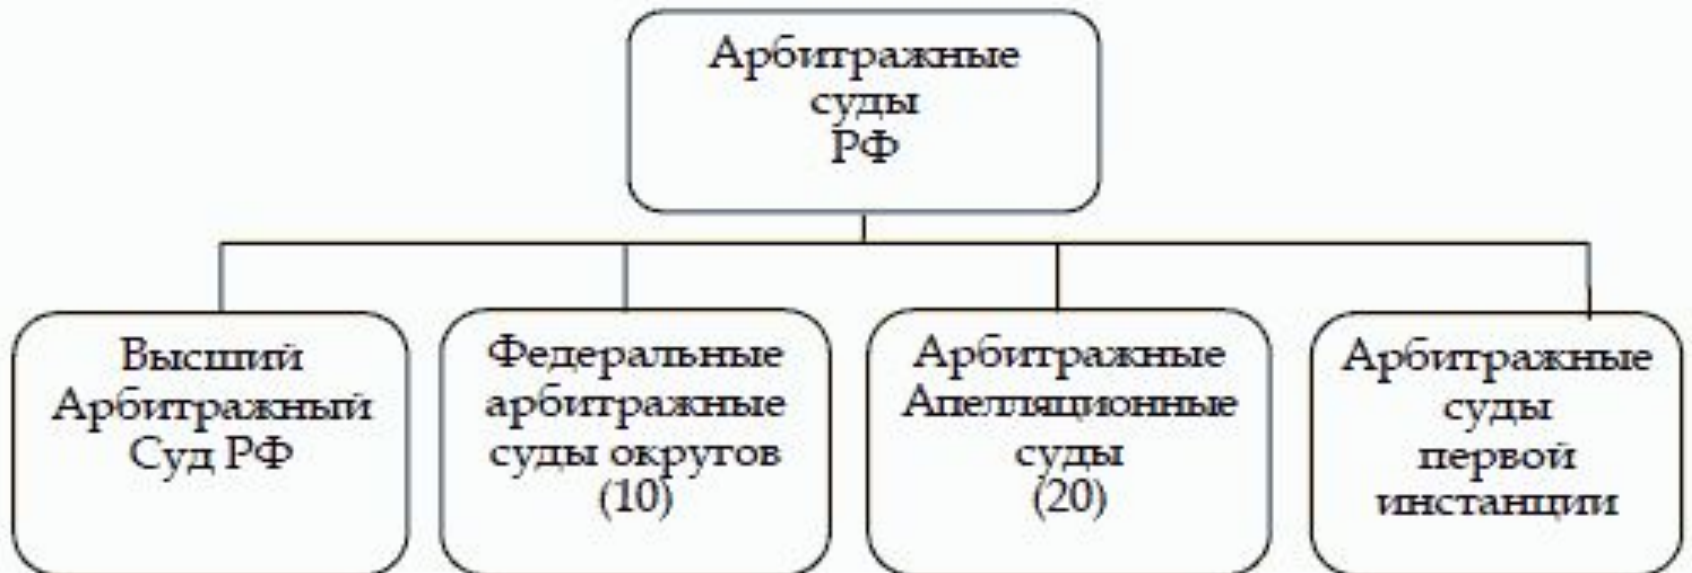 Арбитражные
суды
РФ
Высший
Арбитражный
Суд РФ
Федеральные
арбитражные
суды округов
(10)
Арбитражные
Апелляционные
суды
(20)
Арбитражные
суды
первой
инстанции